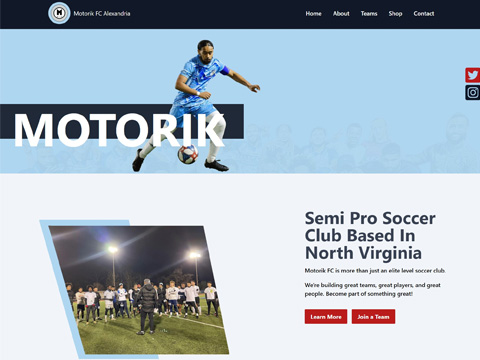 Motorik FC Alexandria
Home About Teams Shop Contact
MOTORIK
Semi Pro Soccer
Club Based In
North Virginia
Motorik FC is more than just an elite level soccer club
We're building great teams, great players, and great
people. Become part of something great!
Learn More Join a Team